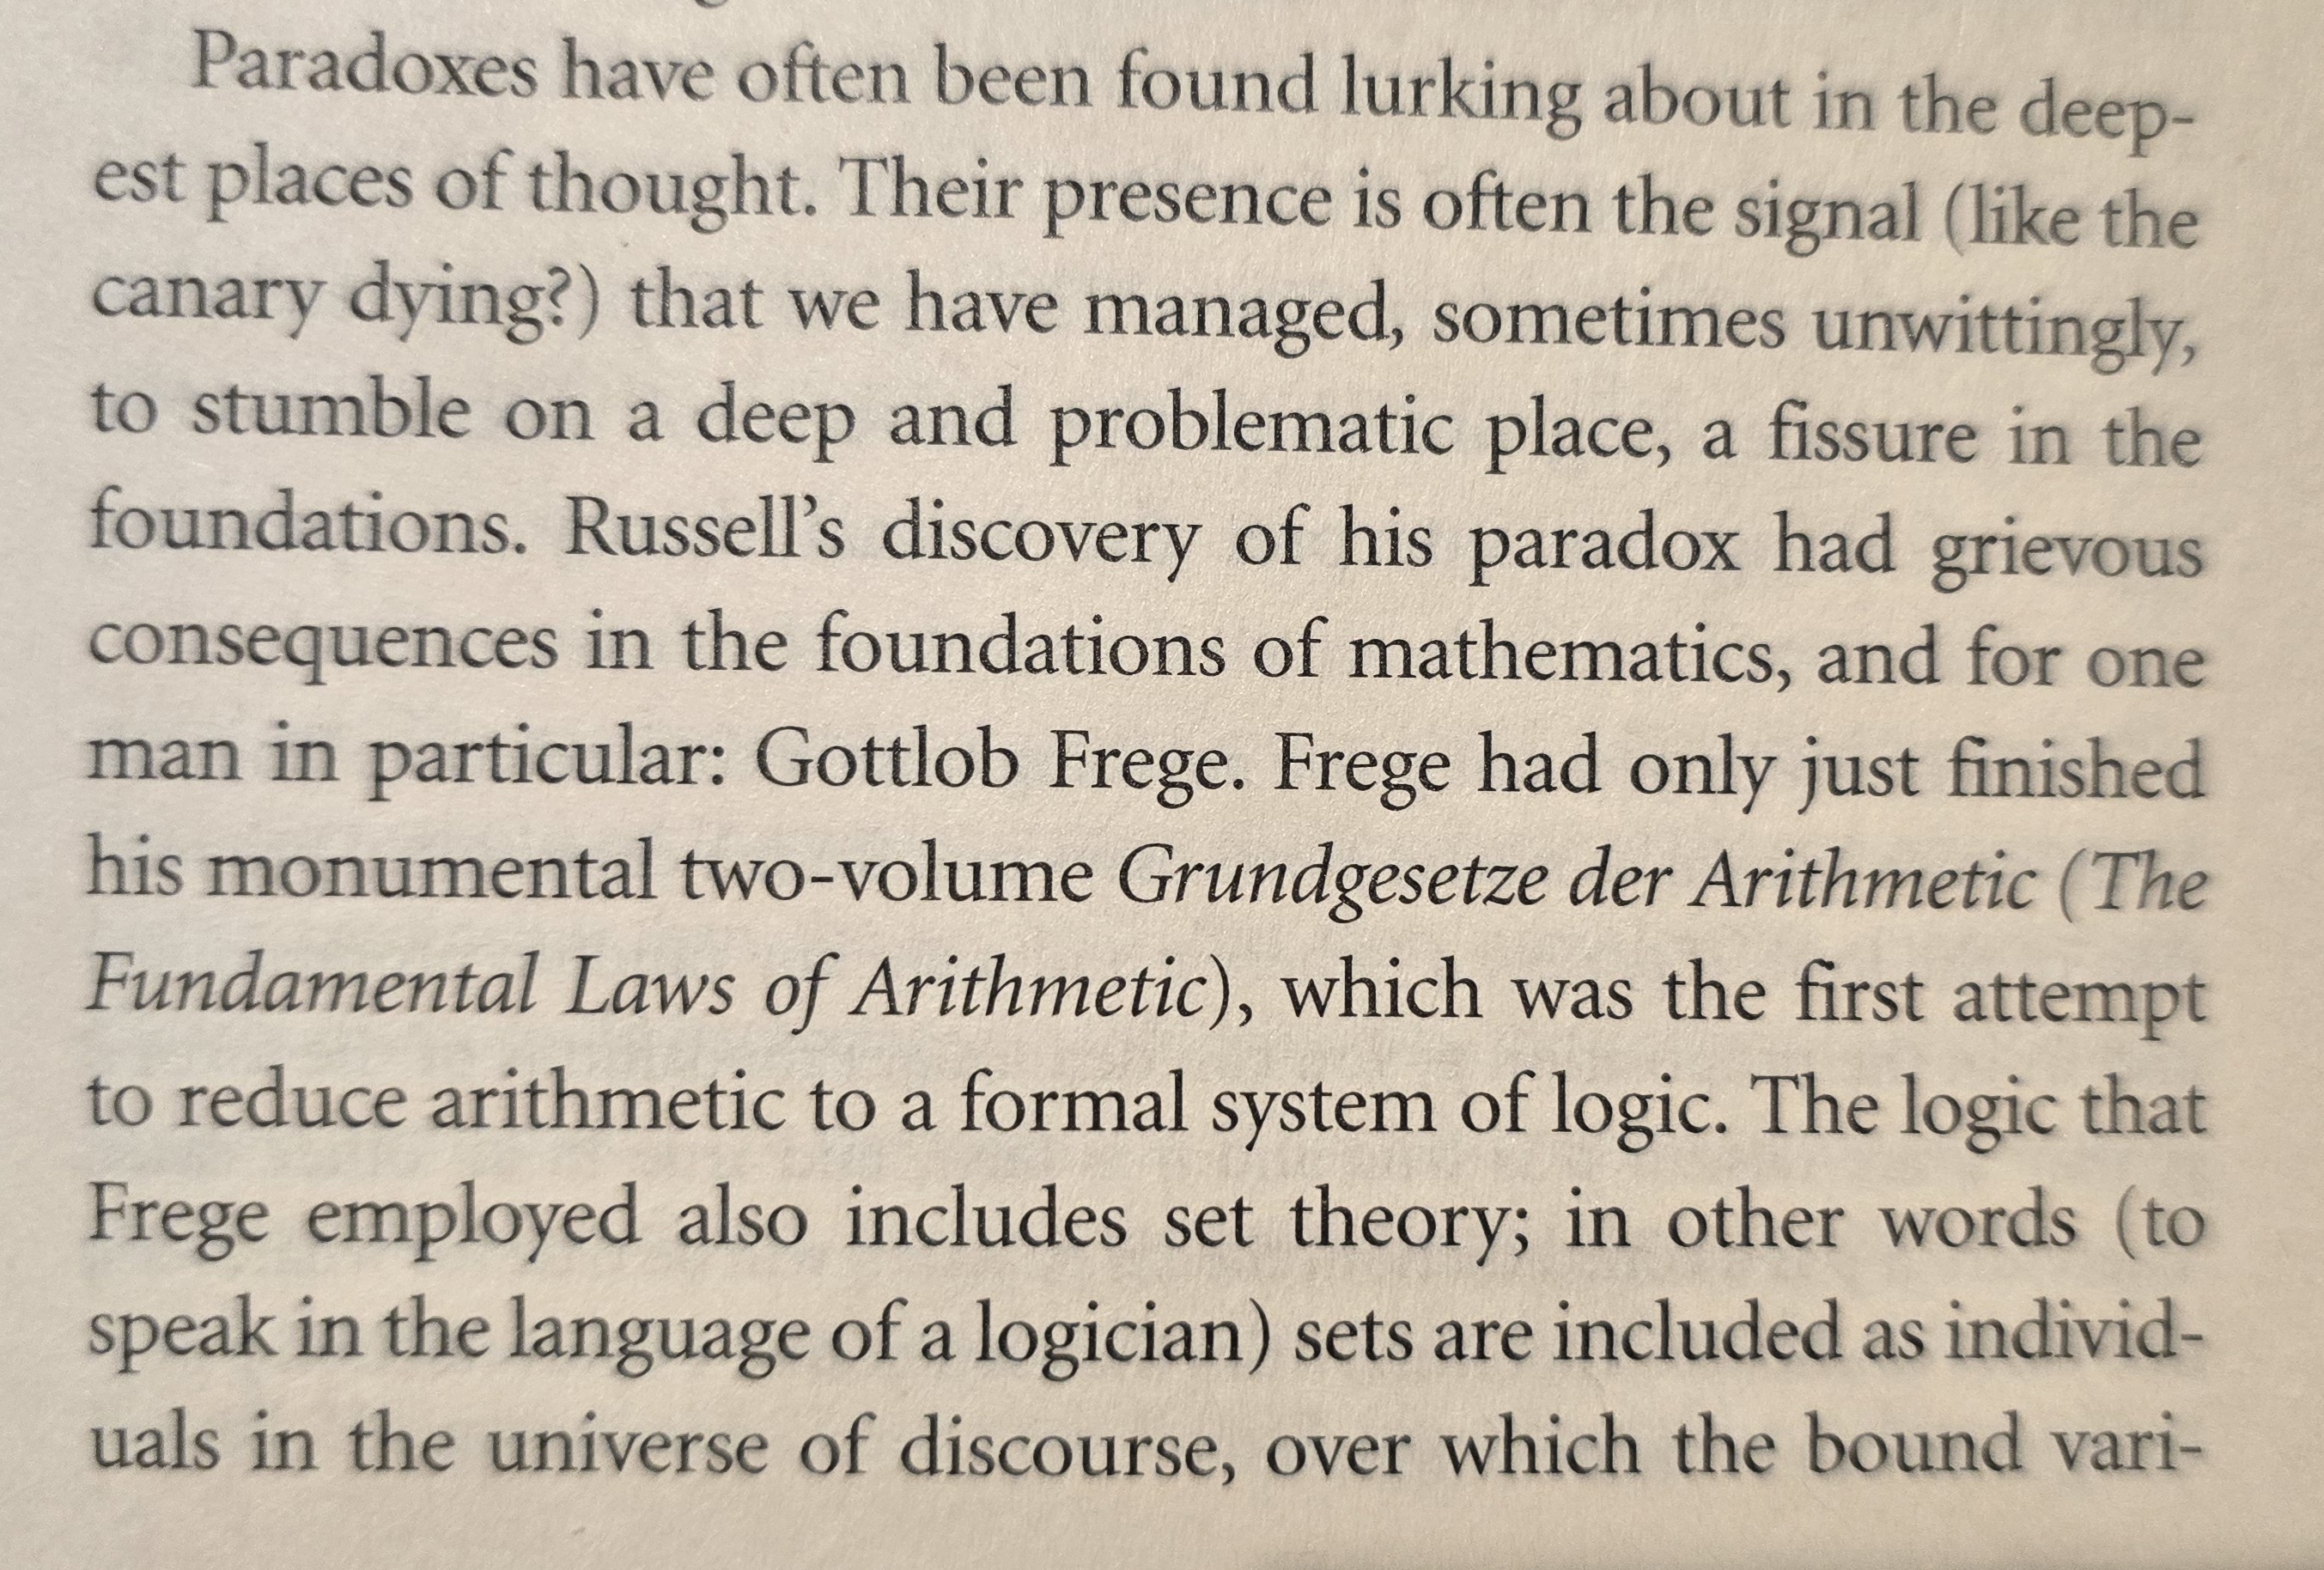 Paradoxes have often been found lurking about in the deep-
est places of thought. Their presence is often the signal (like the
canary dying?) that we have managed, sometimes unwittingly,
to stumble on a deep and problematic place, a fissure in the
foundations. Russell’s discovery of his paradox had grievous
consequences in the foundations of mathematics, and for one
man in particular: Gottlob Frege. Frege had only just finished
his monumental two-volume Grundgesetze der Arithmetic (The
Fundamental Laws of Arithmetic), which was the first attempt
to reduce arithmetic to a formal system of logic. The logic that
Frege employed also includes set theory; in other words (to
speak in the language of a logician) sets are included as individ-
uals in the universe of discourse, over which the bound vari-